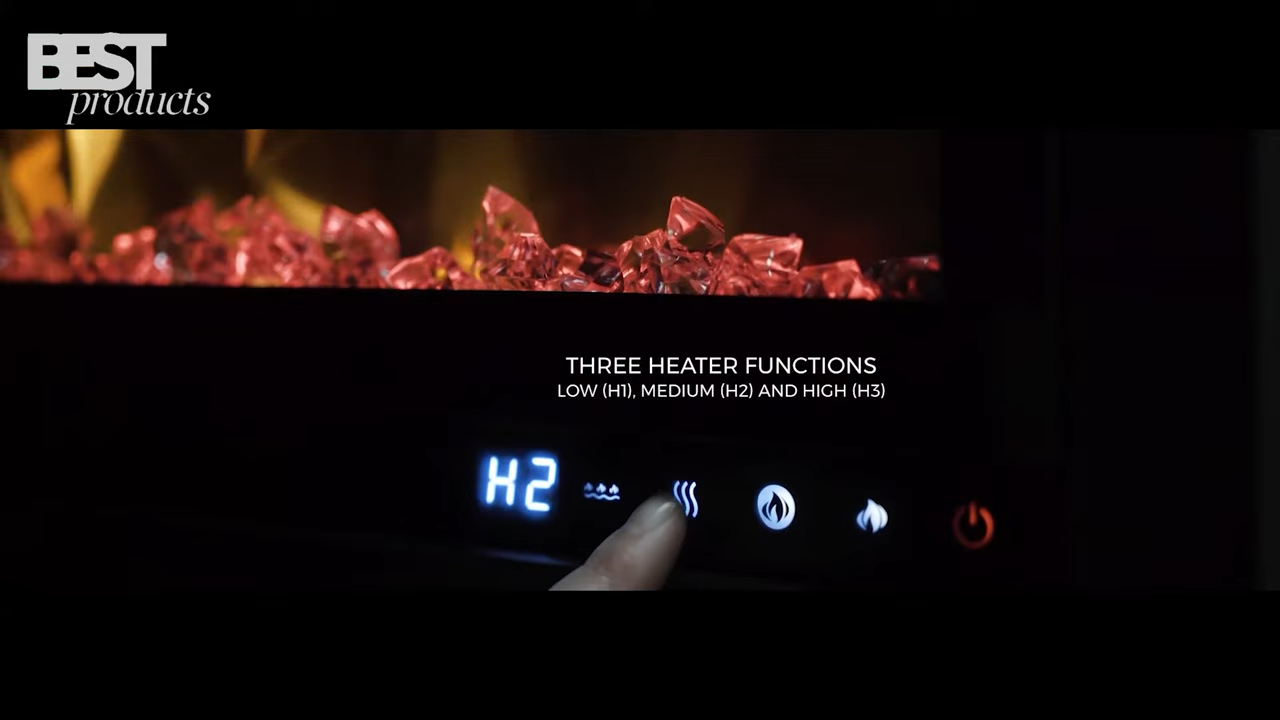 BEST
products
THREE HEATER FUNCTIONS
LOW (H1), MEDIUM (H2) AND HIGH (H3)
H2